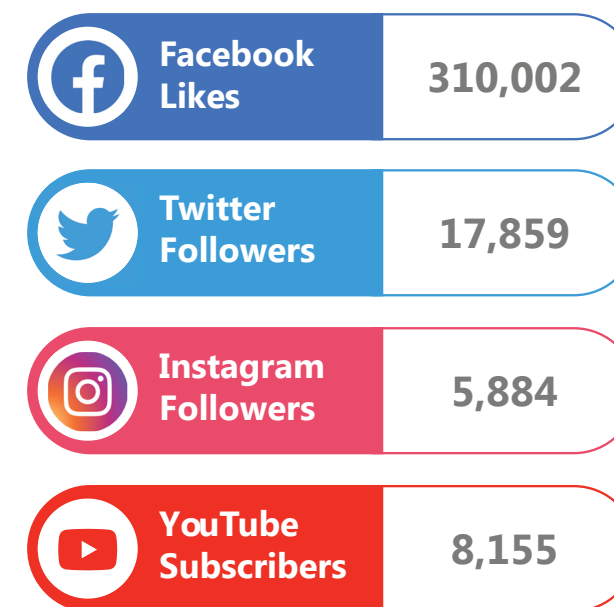 Facebook
Likes
310,002
Twitter
Followers
17,859
Instagram
Followers
5,884
YouTube
Subscribers
8,155